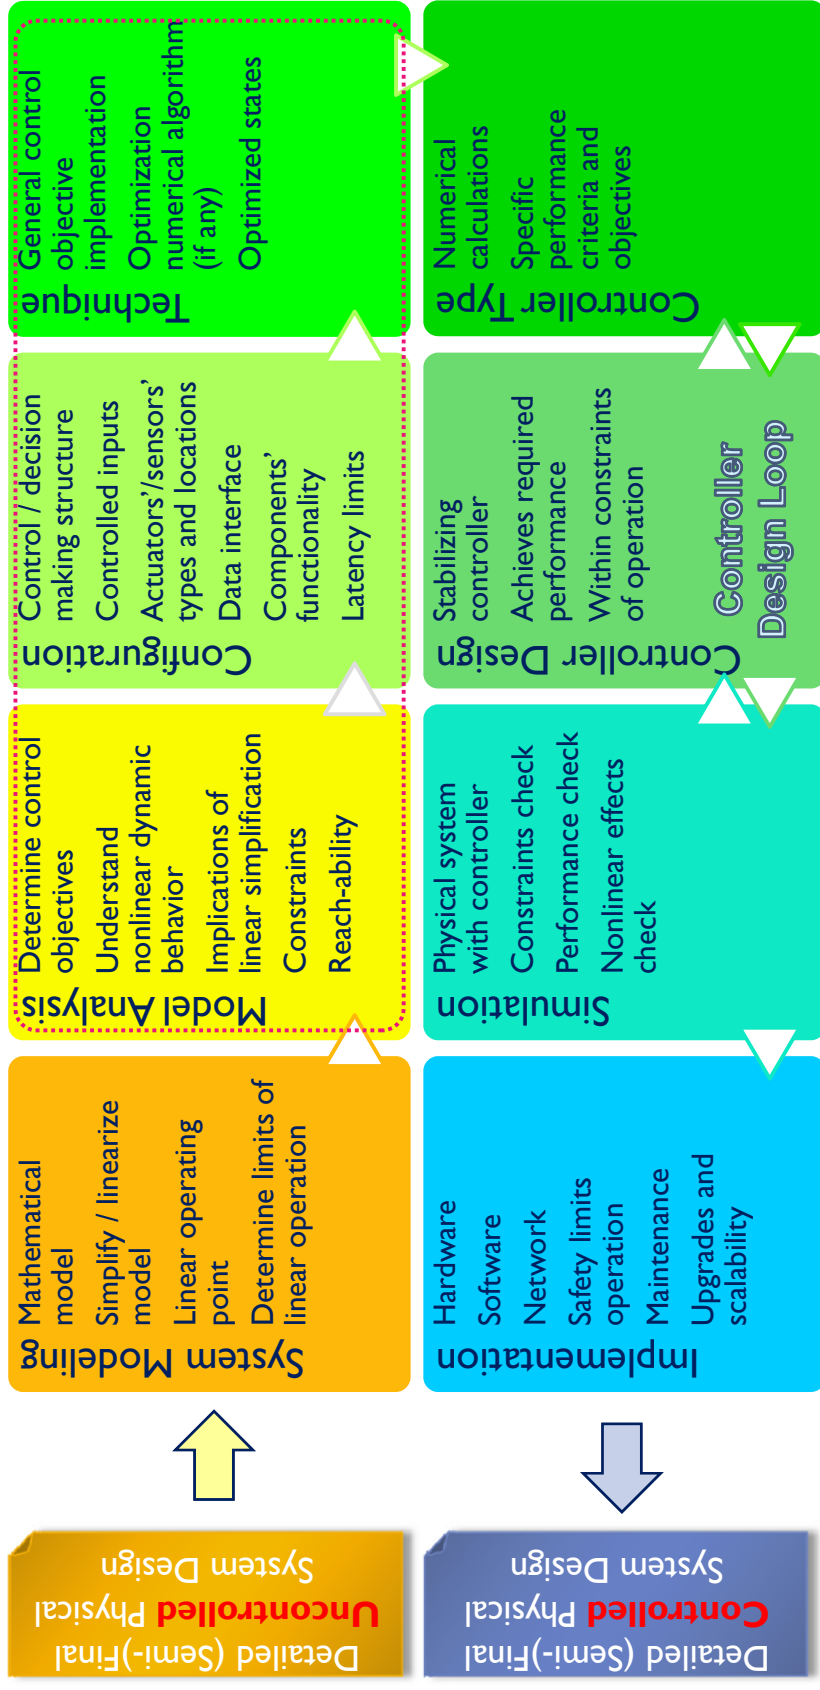 Detailed (Semi-)Final
Uncontrolled Physical
System Design
System Modeling
Mathematical
model
Simplify / linearize
model
Linear operating
point
Determine limits of
linear operation
Model Analysis
Determine control
objectives
Understand
nonlinear dynamic
behavior
Implications of
linear simplification
Constraints
Reach-ability
Configuration
Control / decision
making structure
Controlled inputs
Actuators’/sensors’
types and locations
Data interface
Components’
functionality
Latency limits
Technique
General control
objective
implementation
Optimization
numerical algorithm
(if any)
Optimized states
Controller Type
Numerical
calculations
Specific
performance
criteria and
objectives
Controller Design
Stabilizing
controller
Achieves required
performance
Within constraints
of operation
Controller
Design Loop
Simulation
Physical system
with controller
Constraints check
Performance check
Nonlinear effects
check
Implementation
Hardware
Software
Network
Safety limits
operation
Maintenance
Upgrades and
scalability
Detailed (Semi-)Final
Controlled Physical
System Design